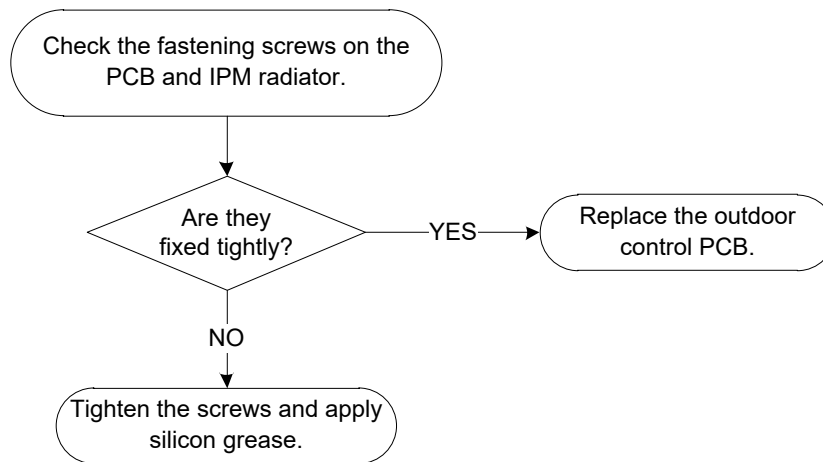 Check the fastening screws on the
PCB and IPM radiator.
Are they
fixed tightly?
YES
Replace the outdoor
control PCB.
NO
Tighten the screws and apply
silicon grease.